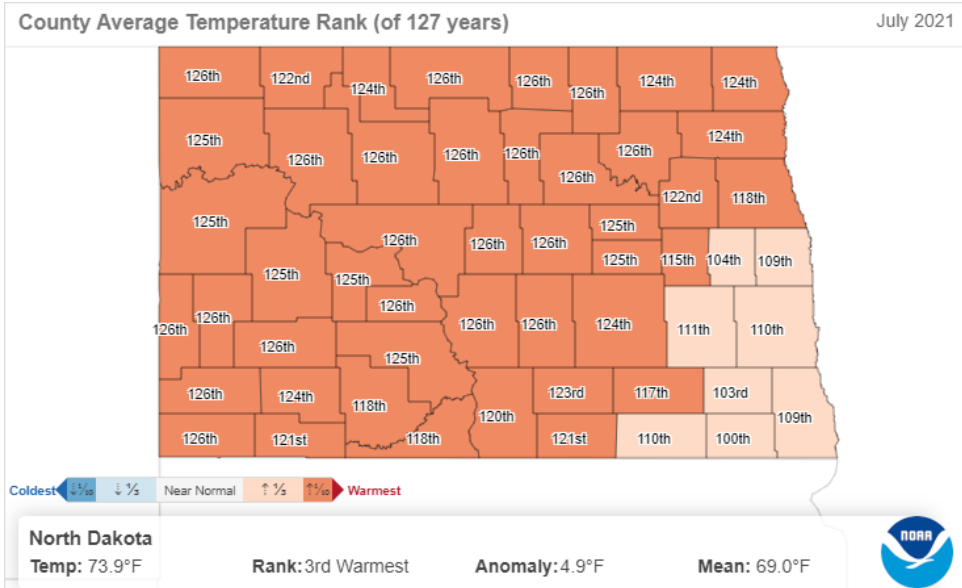 County Average Temperature Rank (of 127 years) July 2021
126th 122nd 124th 126th 126th 126th 124th 124th
125th 126th 126th 126th 126th 126th 126th 124th
122nd 118th
125th 126th 126th 126th 125th
125th 125th 125th 115th 104th 109th
126th 126th 126th 126th 126th 124th 111th 110th
126th 125th
126th 124th 118th 120th 123rd 117th 103rd 109th
126th 121st 118th 121st 110th 100th
Coldest ↓⅒ ↓ ⅓ Near Normal ↑ ⅓ ↑⅒ Warmest
North Dakota
Temp: 73.9°F Rank: 3rd Warmest Anomaly: 4.9°F Mean: 69.0°F
NOAA